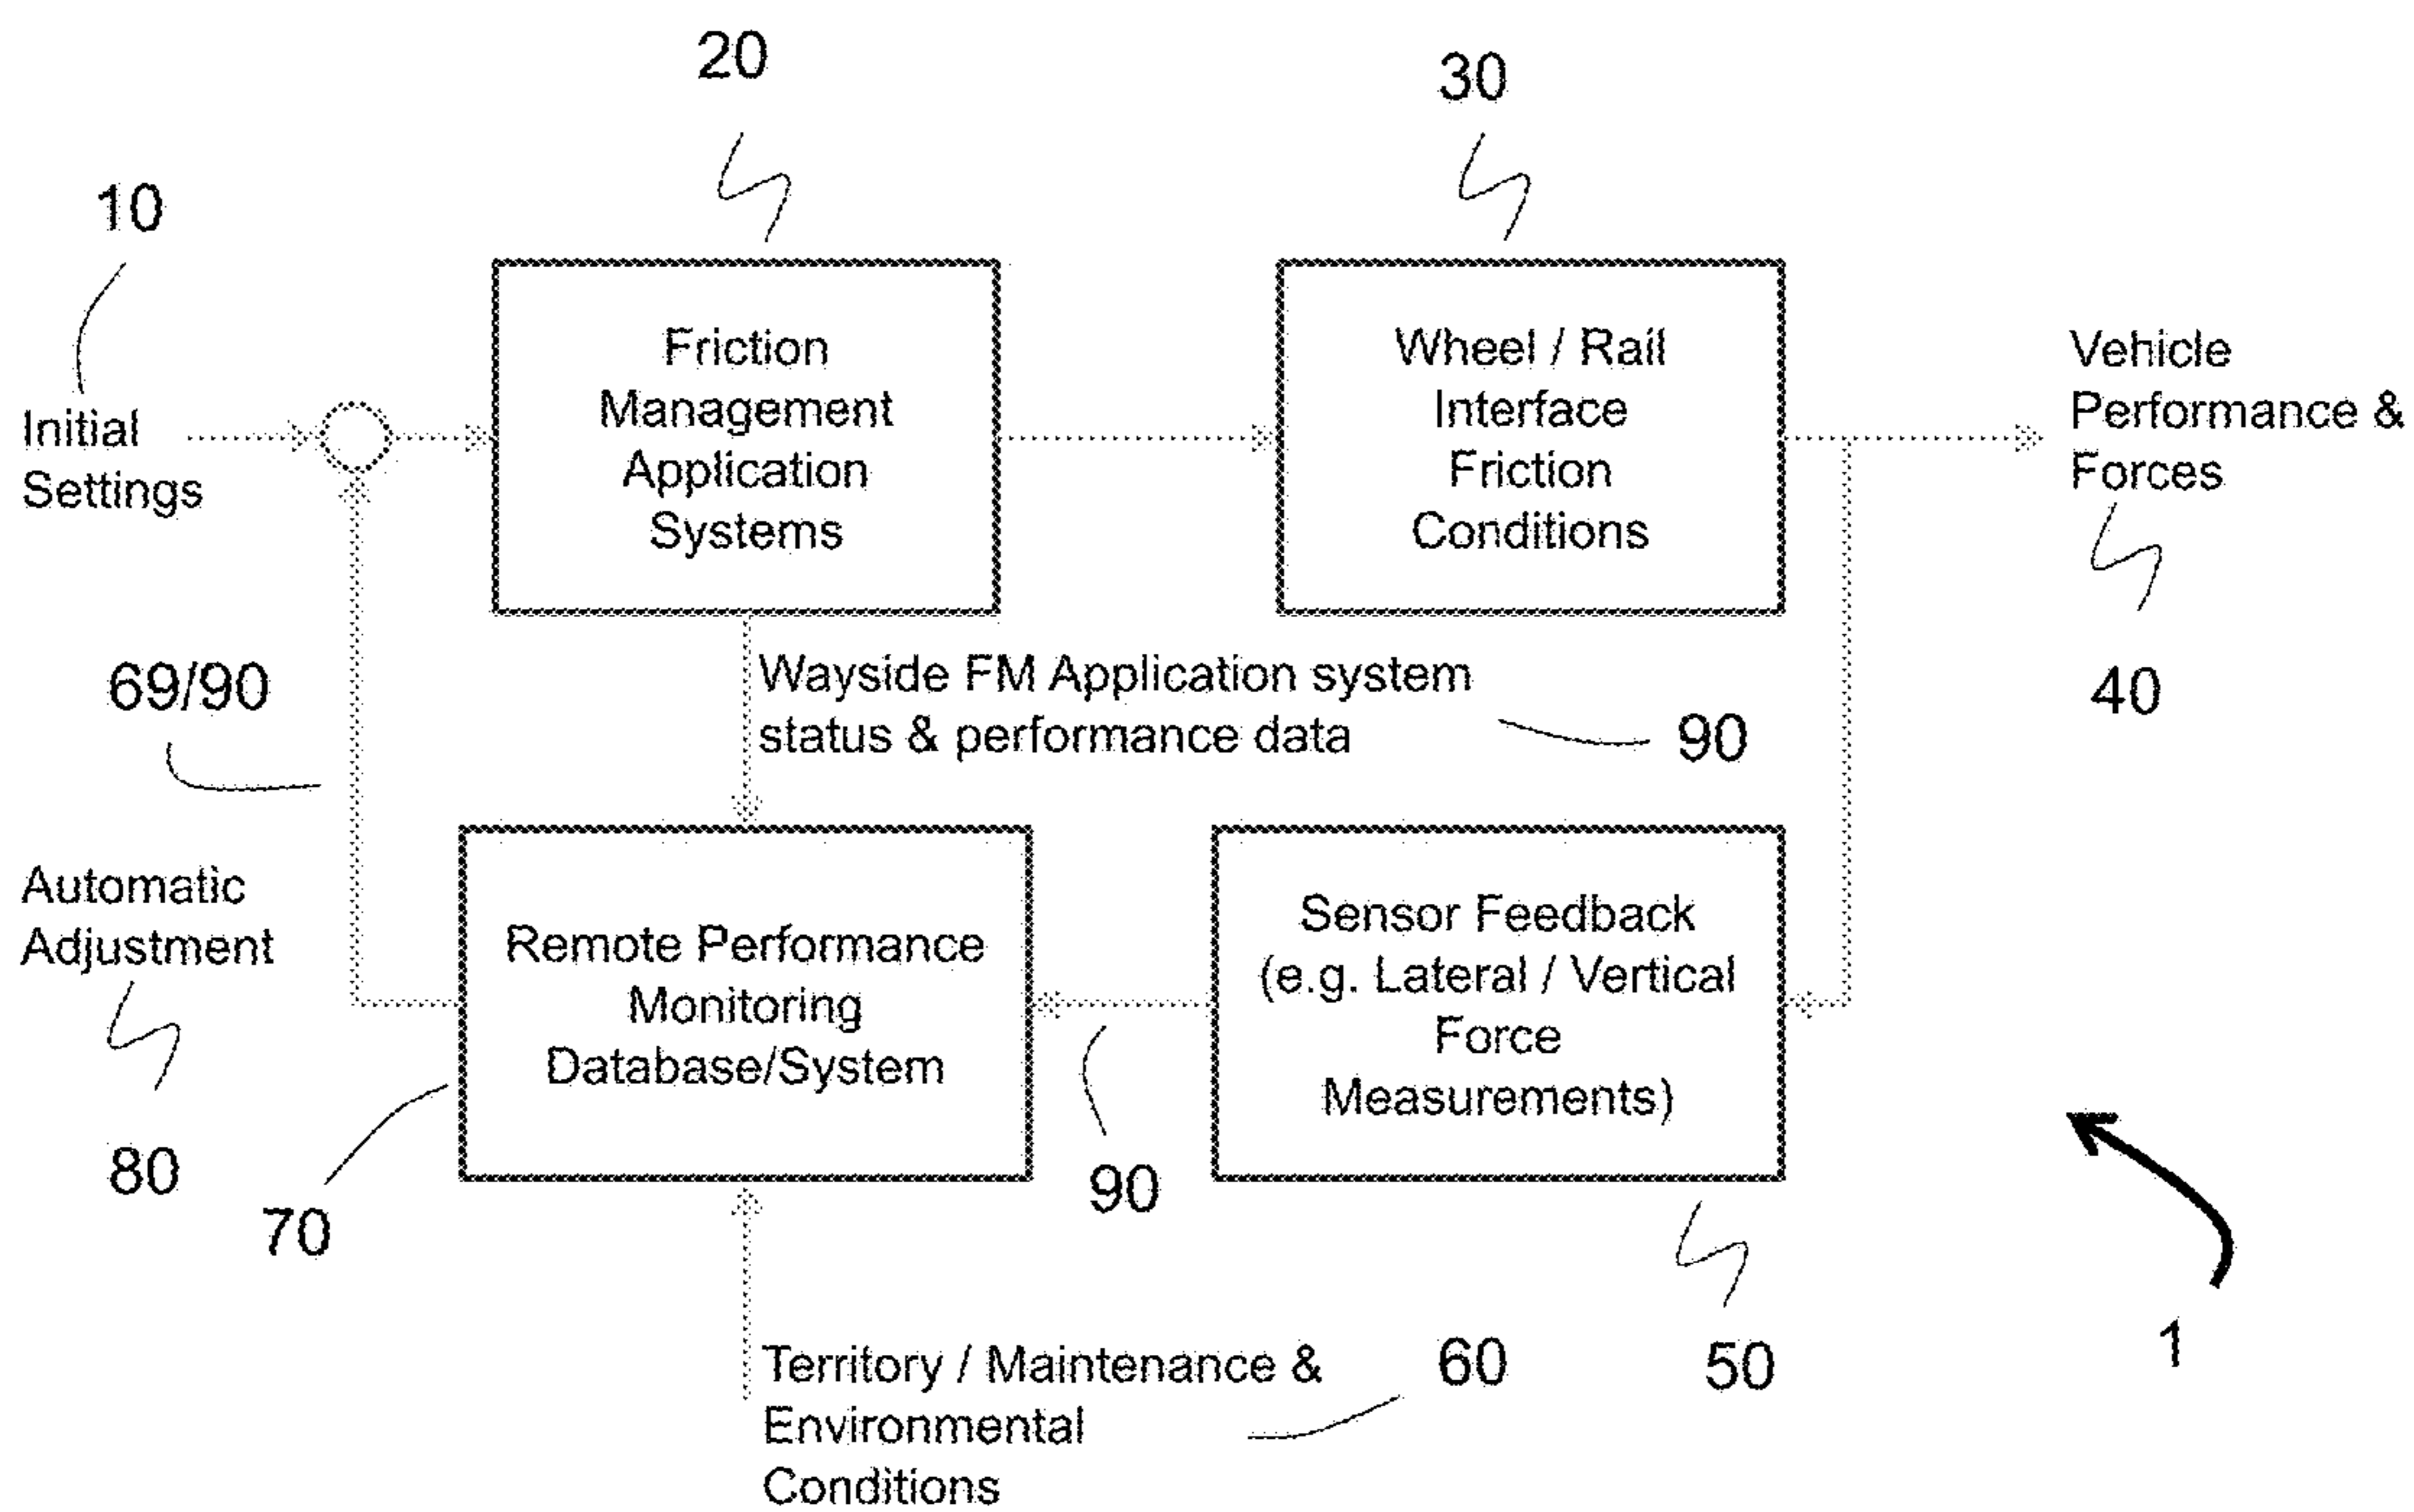 20
30
10
Initial
Settings
Friction
Management
Application
Systems
Wheel / Rail
Interface
Friction
Conditions
Vehicle
Performance &
Forces
40
69/90
Wayside FM Application system
status & performance data
90
Automatic
Adjustment
80
70
Remote Performance
Monitoring
Database/System
90
Sensor Feedback
(e.g. Lateral / Vertical
Force
Measurements)
50
1
Territory / Maintenance &
Environmental
Conditions
60